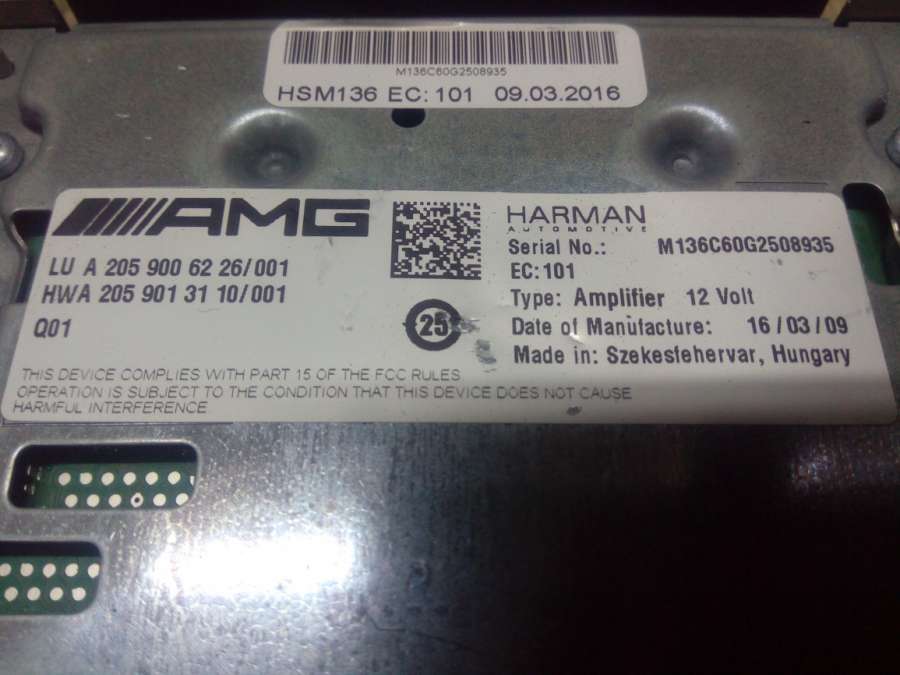 M136C60G2508935
HSM136 EC: 101 09.03.2016
AMG
LU A 205 900 62 26/001
HWA 205 901 31 10/001
Q01
25
HARMAN
AUTOMOTIVE
Serial No.: M136C60G2508935
EC: 101
Type: Amplifier 12 Volt
Date of Manufacture: 16/03/09
Made in: Szekesfehervar, Hungary
THIS DEVICE COMPLIES WITH PART 15 OF THE FCC RULES
OPERATION IS SUBJECT TO THE CONDITION THAT THIS DEVICE DOES NOT CAUSE
HARMFUL INTERFERENCE